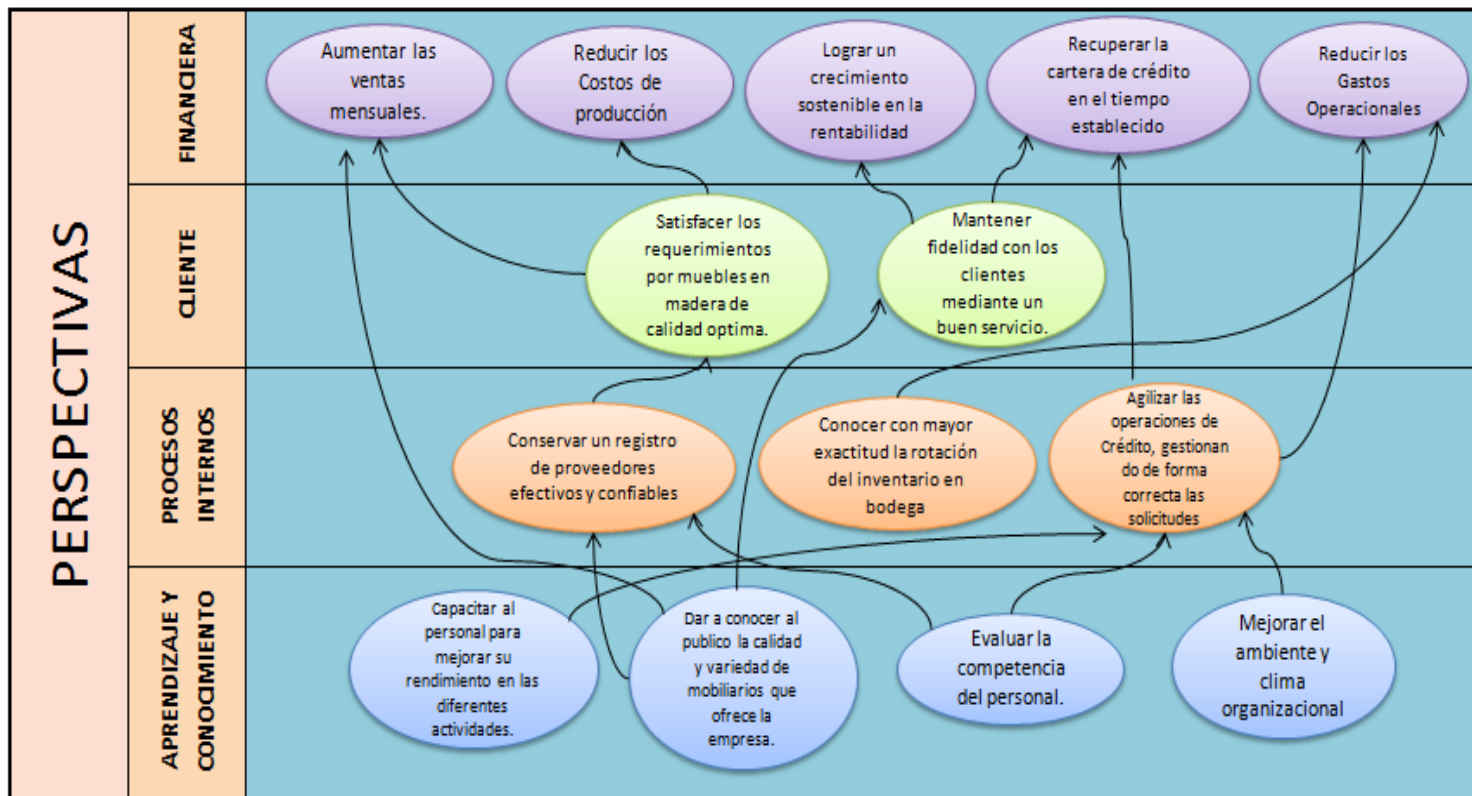 PERSPECTIVAS
FINANCIERA
Aumentar las
ventas
mensuales.
Reducir los
Costos de
producción
Lograr un
crecimiento
sostenible en la
rentabilidad
Recuperar la
cartera de crédito
en el tiempo
establecido
Reducir los
Gastos
Operacionales
CLIENTE
Satisfacer los
requerimientos
por muebles en
madera de
calidad optima.
Mantener
fidelidad con los
clientes
mediante un
buen servicio.
PROCESOS
INTERNOS
Conservar un registro
de proveedores
efectivos y confiables
Conocer con mayor
exactitud la rotación
del inventario en
bodega
Agilizar las
operaciones de
Crédito, gestionan
do de forma
correcta las
solicitudes
APRENDIZAJE Y
CONOCIMIENTO
Capacitar al
personal para
mejorar su
rendimiento en las
diferentes
actividades.
Dar a conocer al
publico la calidad
y variedad de
mobiliarios que
ofrece la
empresa.
Evaluar la
competencia
del personal.
Mejorar el
ambiente y
clima
organizacional